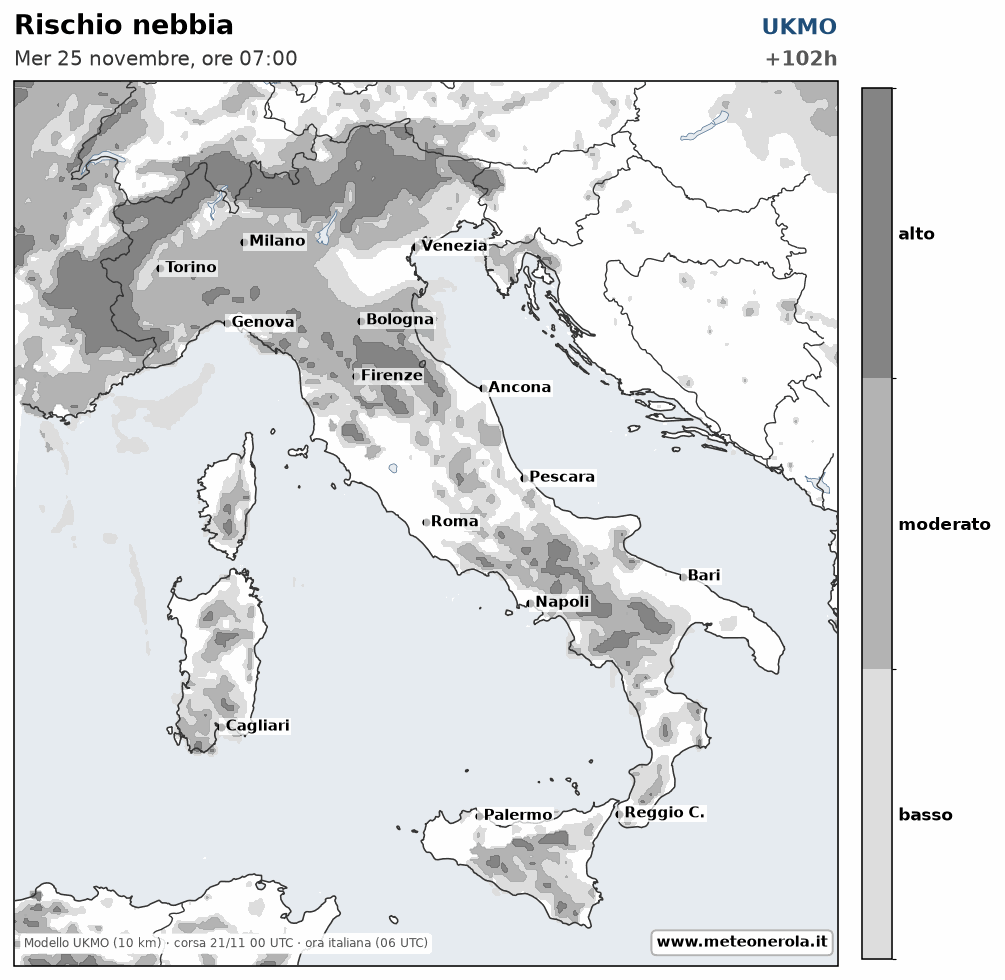 Rischio nebbia
UKMO
Mer 25 novembre, ore 07:00
+102h
alto
Milano
Venezia
Torino
Genova
Bologna
Firenze
Ancona
Pescara
Roma
moderato
Bari
Napoli
Cagliari
Palermo
Reggio C.
basso
Modello UKMO (10 km) · corsa 21/11 00 UTC · ora italiana (06 UTC)
www.meteonerola.it